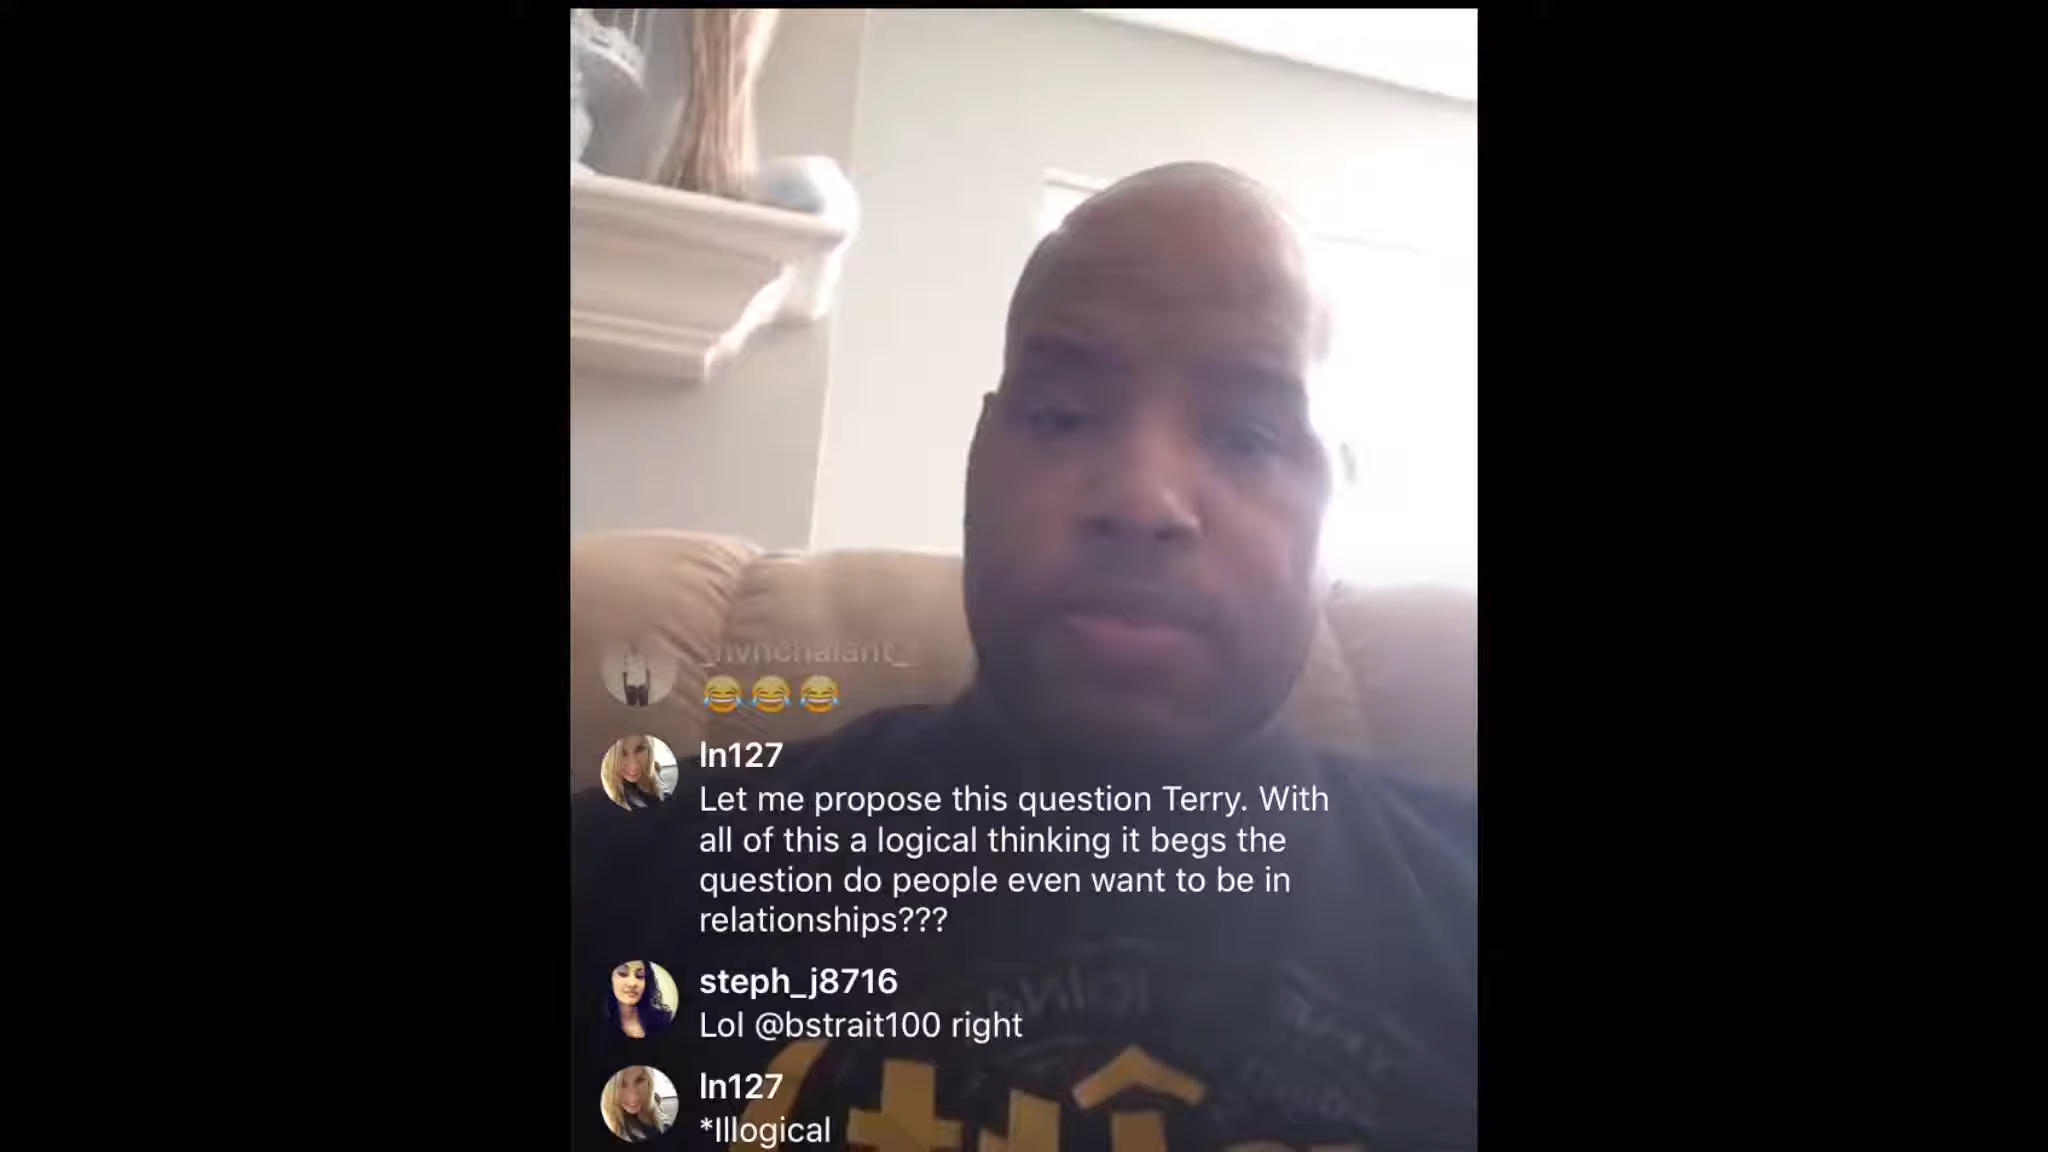 😂😂😂
ln127
Let me propose this question Terry. With
all of this a logical thinking it begs the
question do people even want to be in
relationships???
steph_j8716
Lol @bstrait100 right
ln127
*Illogical